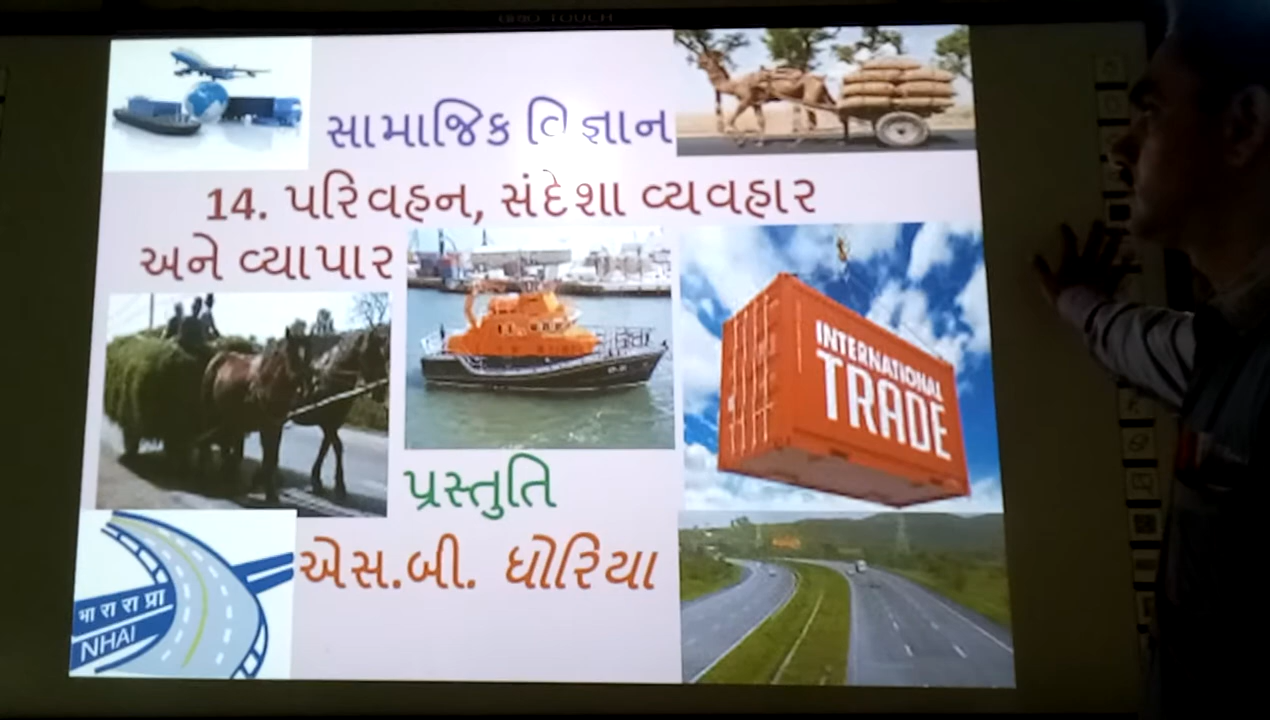 સામાજિક વિજ્ઞાન
14. પરિવહન, સંદેશા વ્યવહાર
અને વ્યાપાર
INTERNATIONAL
TRADE
પ્રસ્તુતિ
એસ.બી. ધોરિયા
भा रा रा प्रा
NHAI